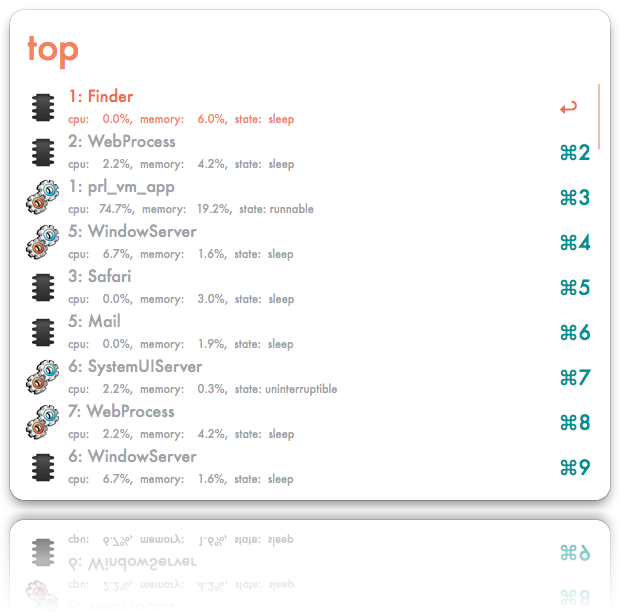 top
1: Finder
cpu: 0.0%, memory: 6.0%, state: sleep
↩
2: WebProcess
cpu: 2.2%, memory: 4.2%, state: sleep
⌘2
1: prl_vm_app
cpu: 74.7%, memory: 19.2%, state: runnable
⌘3
5: WindowServer
cpu: 6.7%, memory: 1.6%, state: sleep
⌘4
3: Safari
cpu: 0.0%, memory: 3.0%, state: sleep
⌘5
5: Mail
cpu: 0.0%, memory: 1.9%, state: sleep
⌘6
6: SystemUIServer
cpu: 2.2%, memory: 0.3%, state: uninterruptible
⌘7
7: WebProcess
cpu: 2.2%, memory: 4.2%, state: sleep
⌘8
6: WindowServer
cpu: 6.7%, memory: 1.6%, state: sleep
⌘9